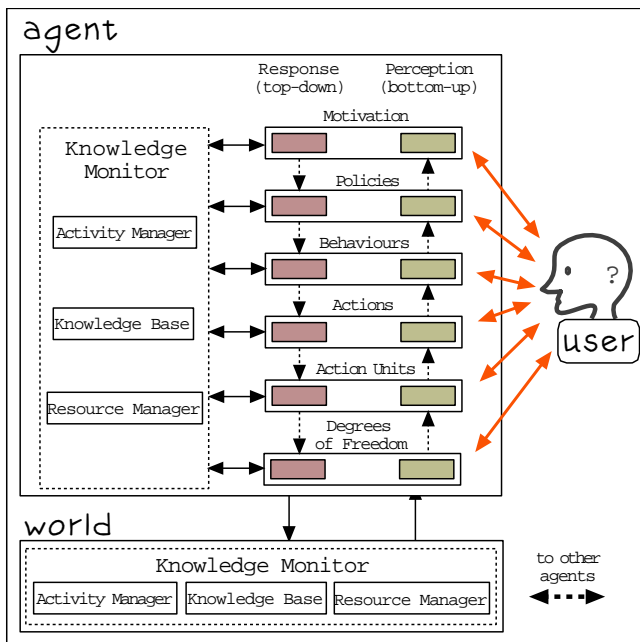 agent
Response Perception
(top-down) (bottom-up)
Motivation
Knowledge
Monitor
Policies
Activity Manager
Behaviours
?
Actions
Knowledge Base
user
Action Units
Resource Manager
Degrees
of Freedom
world
Knowledge Monitor
to other
agents
Activity Manager Knowledge Base Resource Manager